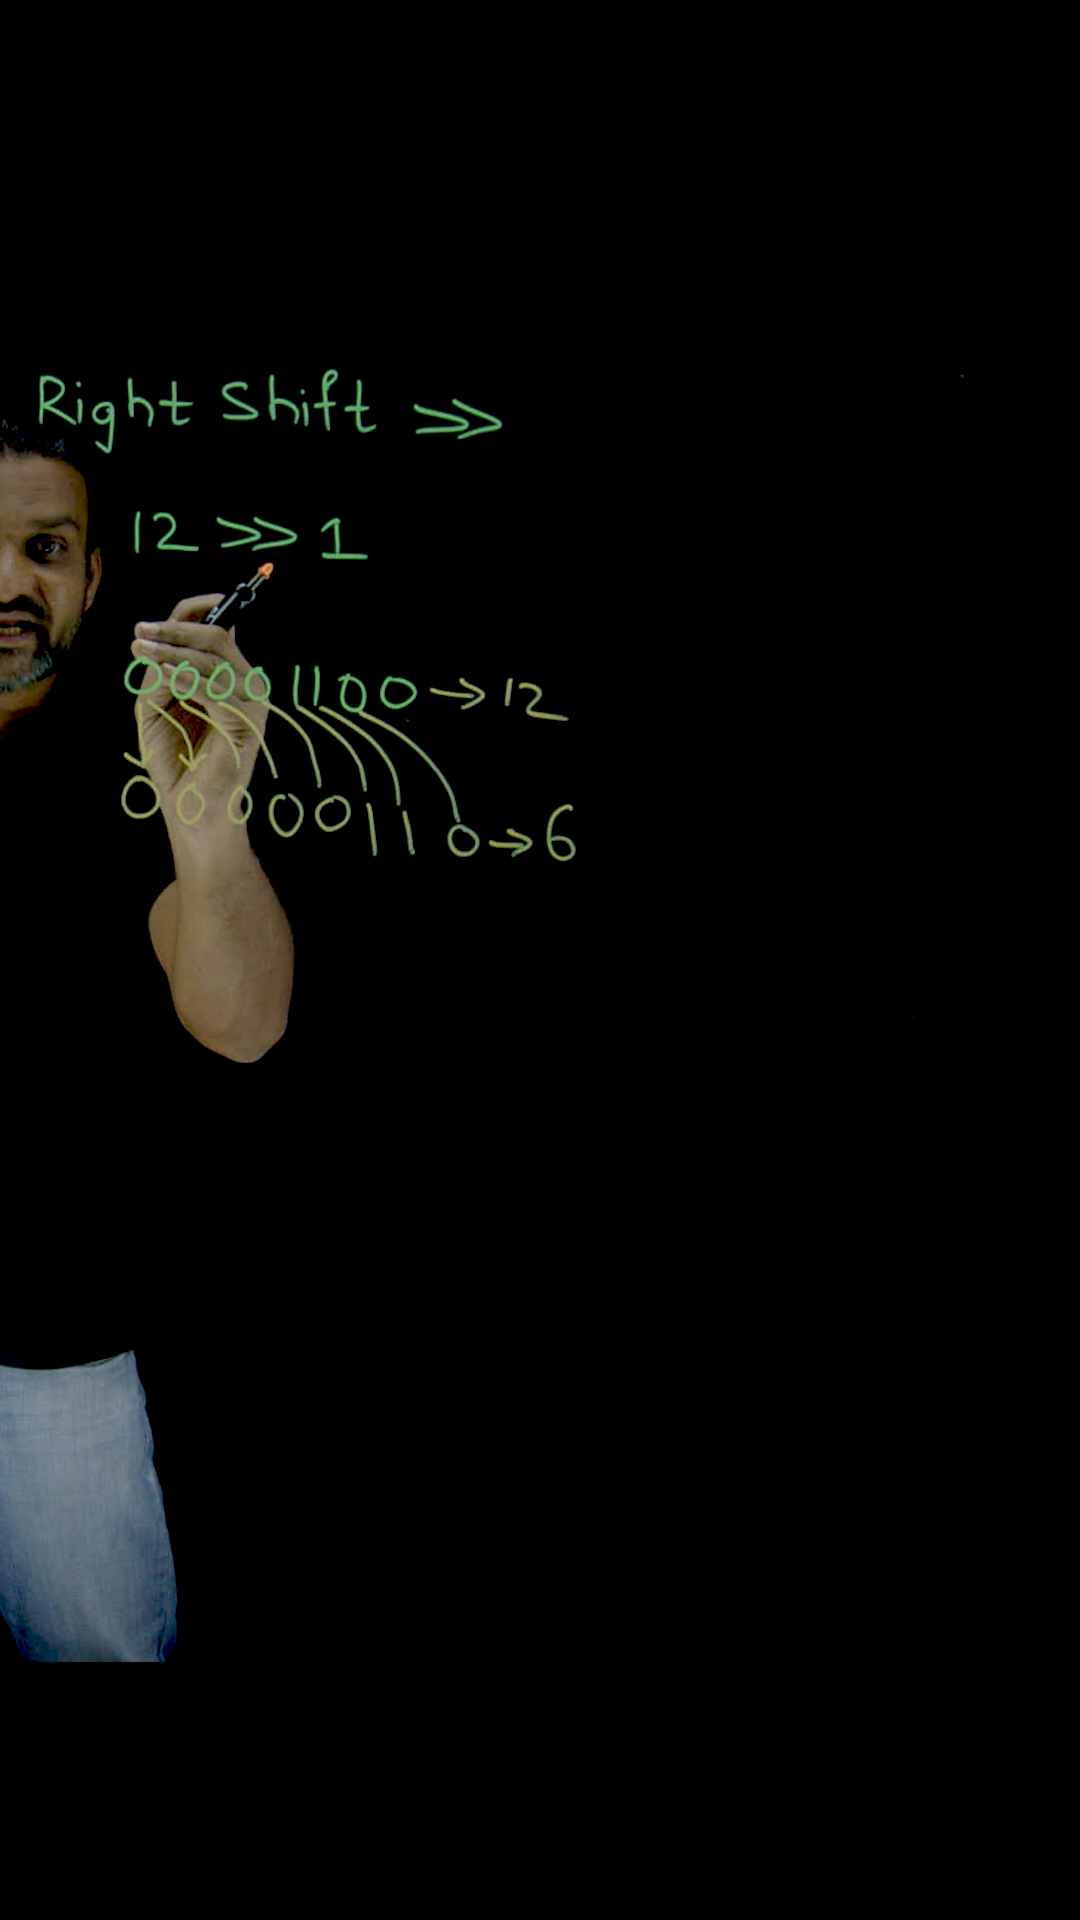 Right Shift >>
12 >> 1
00001100 → 12
00000110 → 6